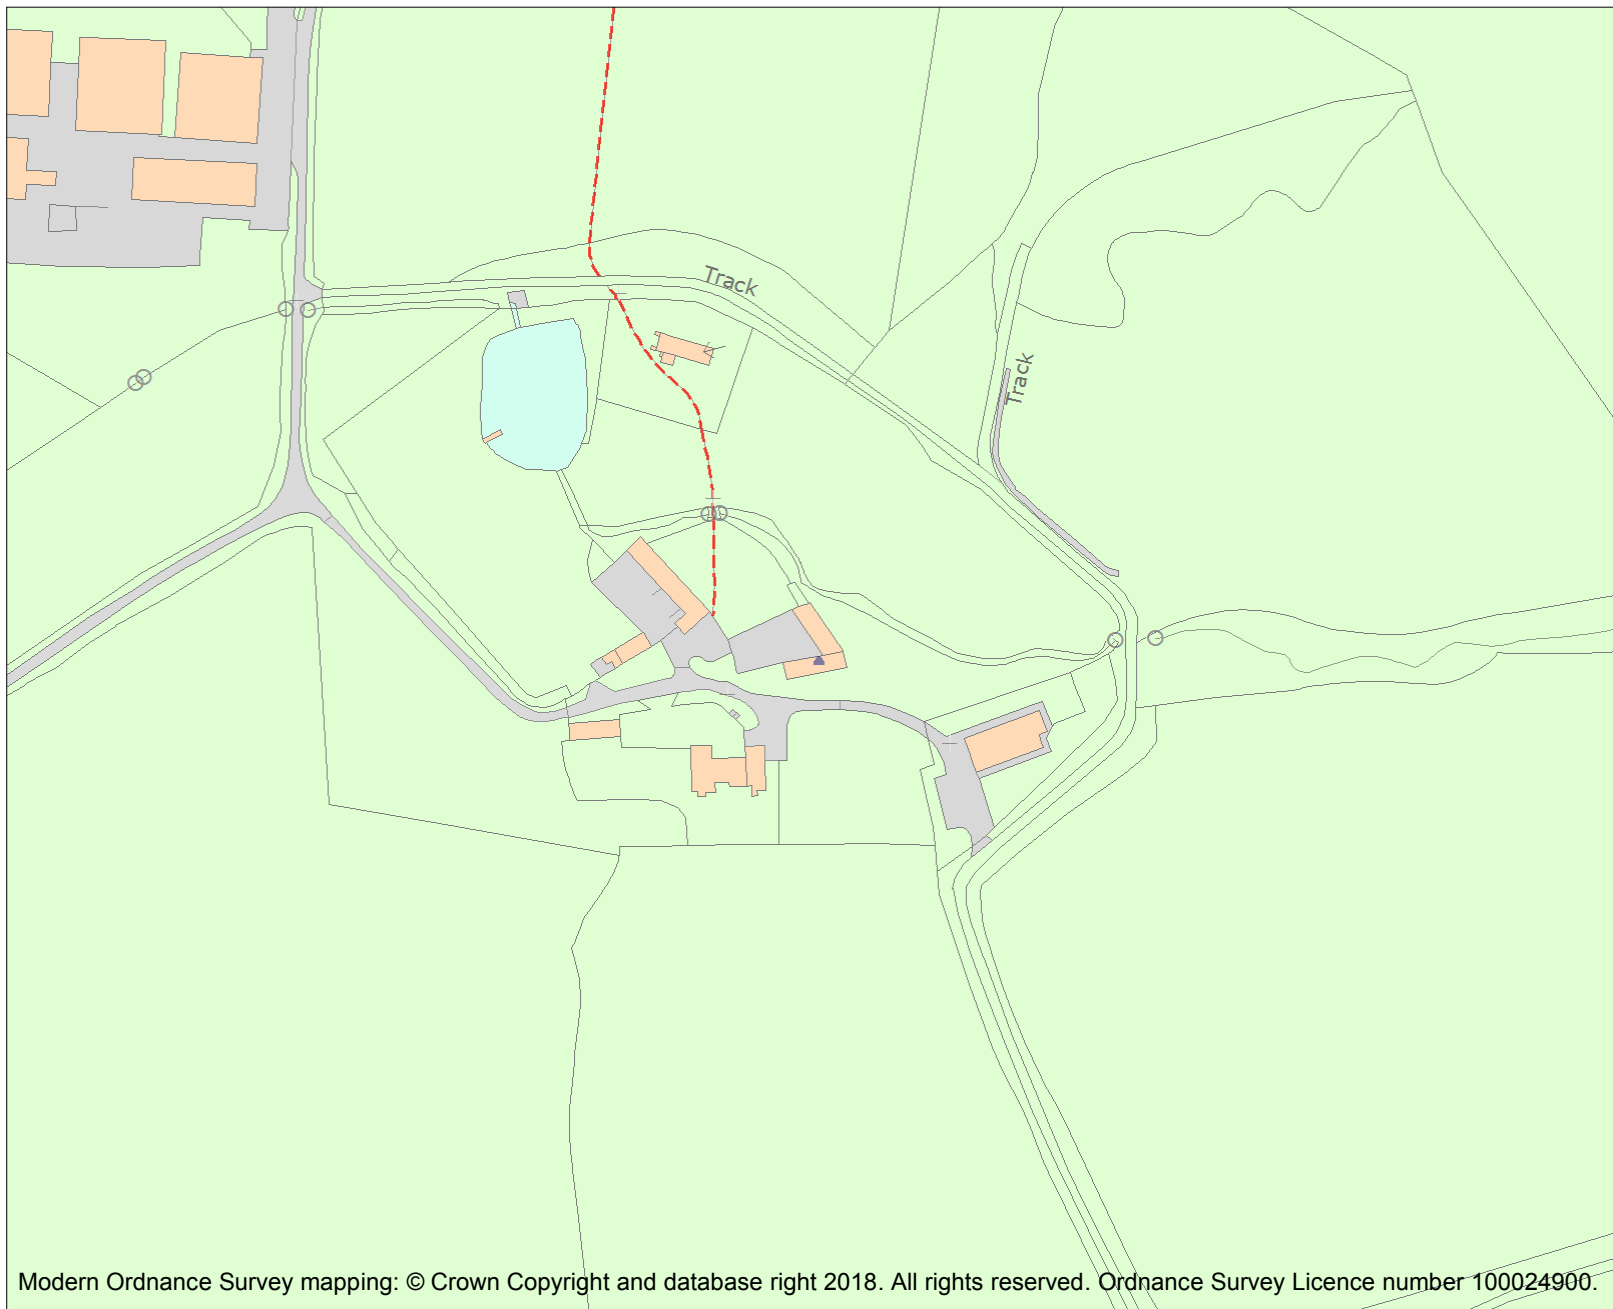 Track
Track
Modern Ordnance Survey mapping: © Crown Copyright and database right 2018. All rights reserved. Ordnance Survey Licence number 100024900.